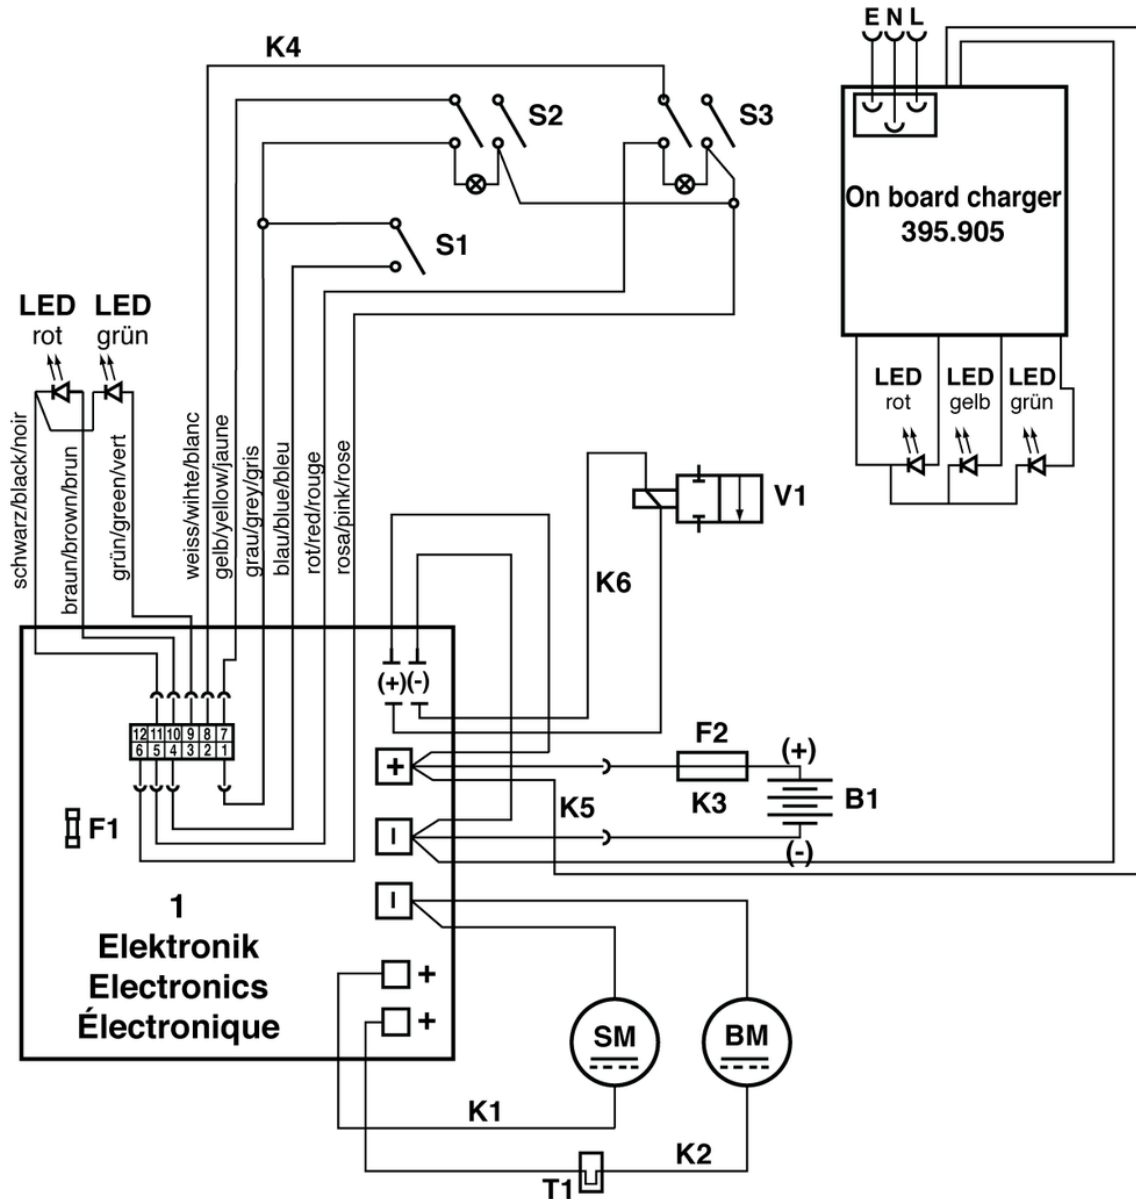 E N L
K4
S2
S3
On board charger
395.905
S1
LED
rot
LED
grün
LED
rot
LED
gelb
LED
grün
schwarz/black/noir
braun/brown/brun
grün/green/vert
weiss/wihte/blanc
gelb/yellow/jaune
grau/grey/gris
blau/blue/bleu
rot/red/rouge
rosa/pink/rose
V1
K6
(+) (-)
12 11 10 9 8 7
6 5 4 3 2 1
F2
(+)
+
K5
K3
B1
F1
–
(-)
–
1
Elektronik
Electronics
Électronique
+
+
SM
BM
K1
K2
T1